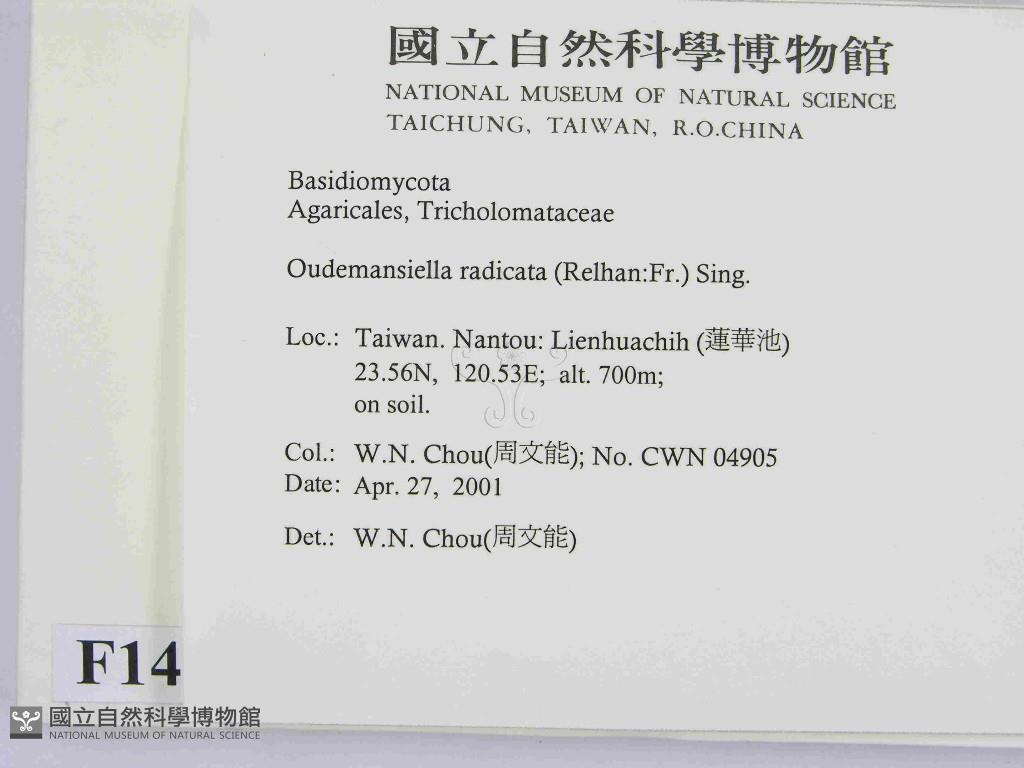 國立自然科學博物館
NATIONAL MUSEUM OF NATURAL SCIENCE
TAICHUNG, TAIWAN, R.O.CHINA
Basidiomycota
Agaricales, Tricholomataceae
Oudemansiella radicata (Relhan:Fr.) Sing.
Loc.: Taiwan. Nantou: Lienhuachih (蓮華池)
23.56N, 120.53E; alt. 700m;
on soil.
Col.: W.N. Chou(周文能); No. CWN 04905
Date: Apr. 27, 2001
Det.: W.N. Chou(周文能)
F14
國立自然科學博物館
NATIONAL MUSEUM OF NATURAL SCIENCE